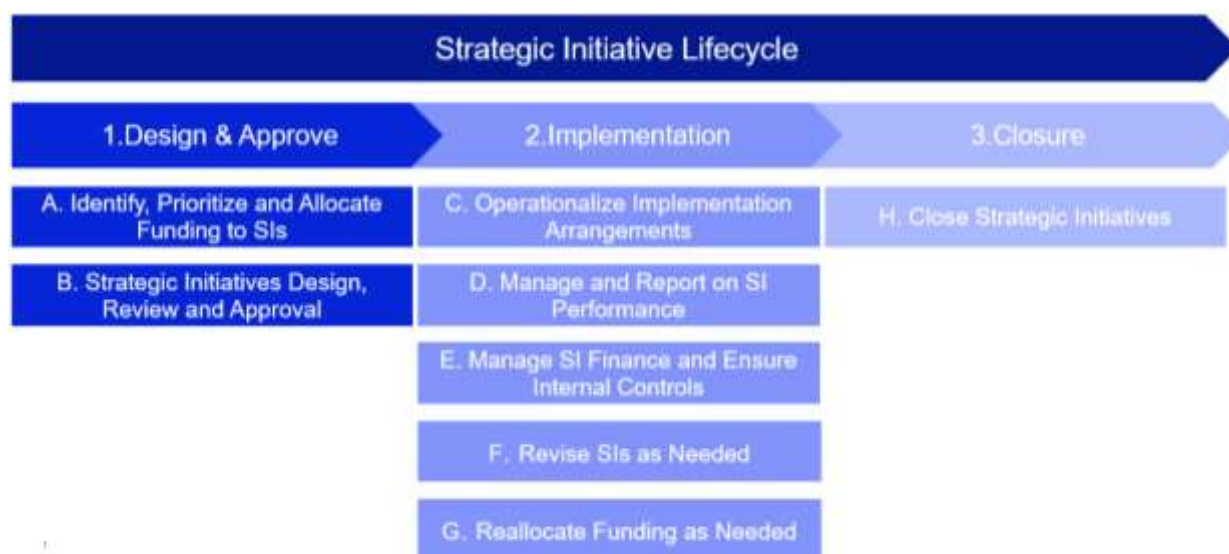 Strategic Initiative Lifecycle
1.Design & Approve
2.Implementation
3.Closure
A. Identify, Prioritize and Allocate
Funding to SIs
B. Strategic Initiatives Design,
Review and Approval
C. Operationalize Implementation
Arrangements
D. Manage and Report on SI
Performance
E. Manage SI Finance and Ensure
Internal Controls
F. Revise SIs as Needed
G. Reallocate Funding as Needed
H. Close Strategic Initiatives